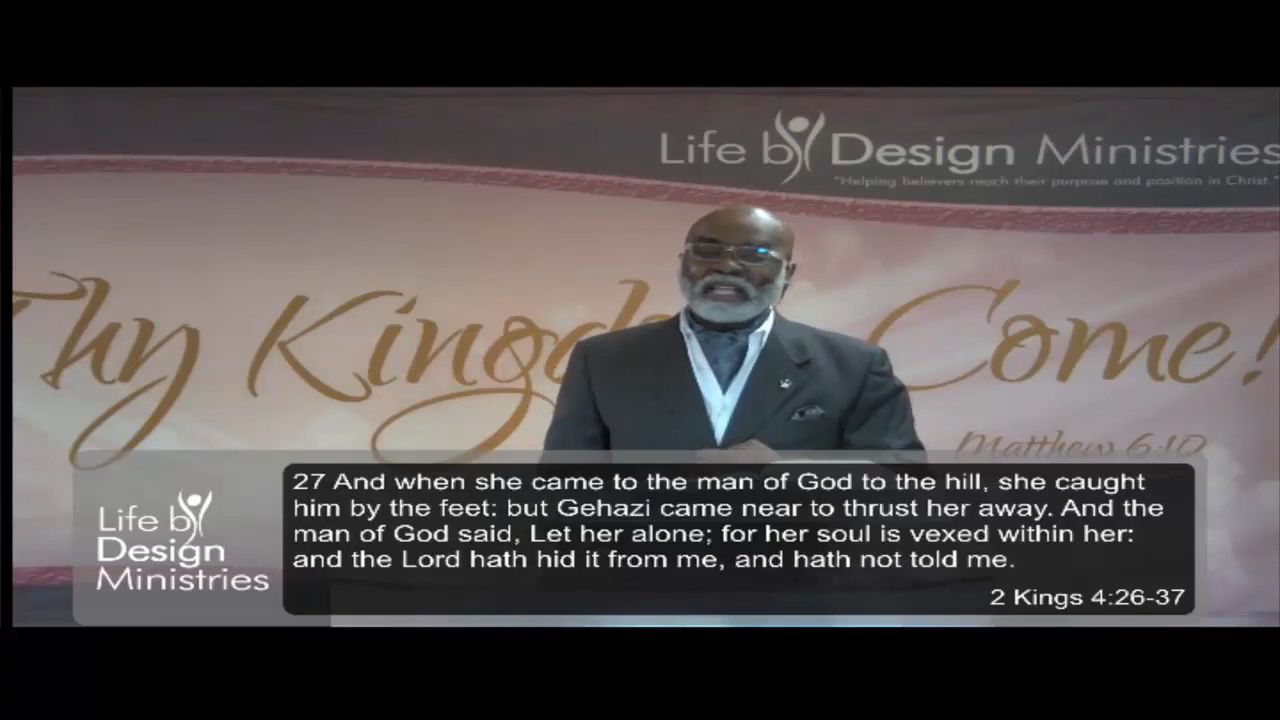 Life by Design Ministries
"Helping believers reach their purpose and position in Christ."
Thy Kingdo Come!
Matthew 6:10
27 And when she came to the man of God to the hill, she caught
him by the feet: but Gehazi came near to thrust her away. And the
man of God said, Let her alone; for her soul is vexed within her:
and the Lord hath hid it from me, and hath not told me.
2 Kings 4:26-37
Life by
Design
Ministries